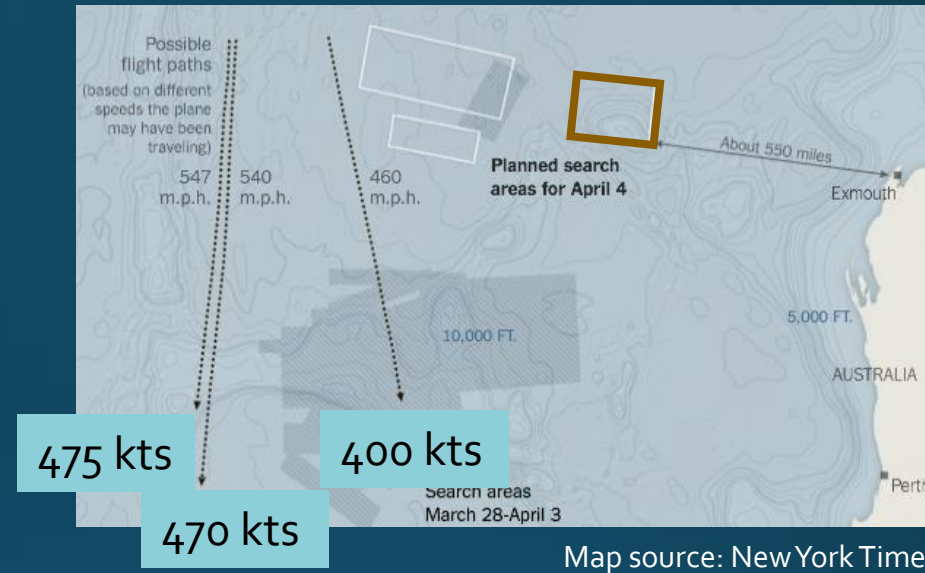 Possible
flight paths
(based on different
speeds the plane
may have been
traveling)
547
m.p.h.
540
m.p.h.
460
m.p.h.
Planned search
areas for April 4
About 550 miles
Exmouth
10,000 FT.
5,000 FT.
AUSTRALIA
475 kts
400 kts
470 kts
Search areas
March 28-April 3
Perth
Map source: New York Time